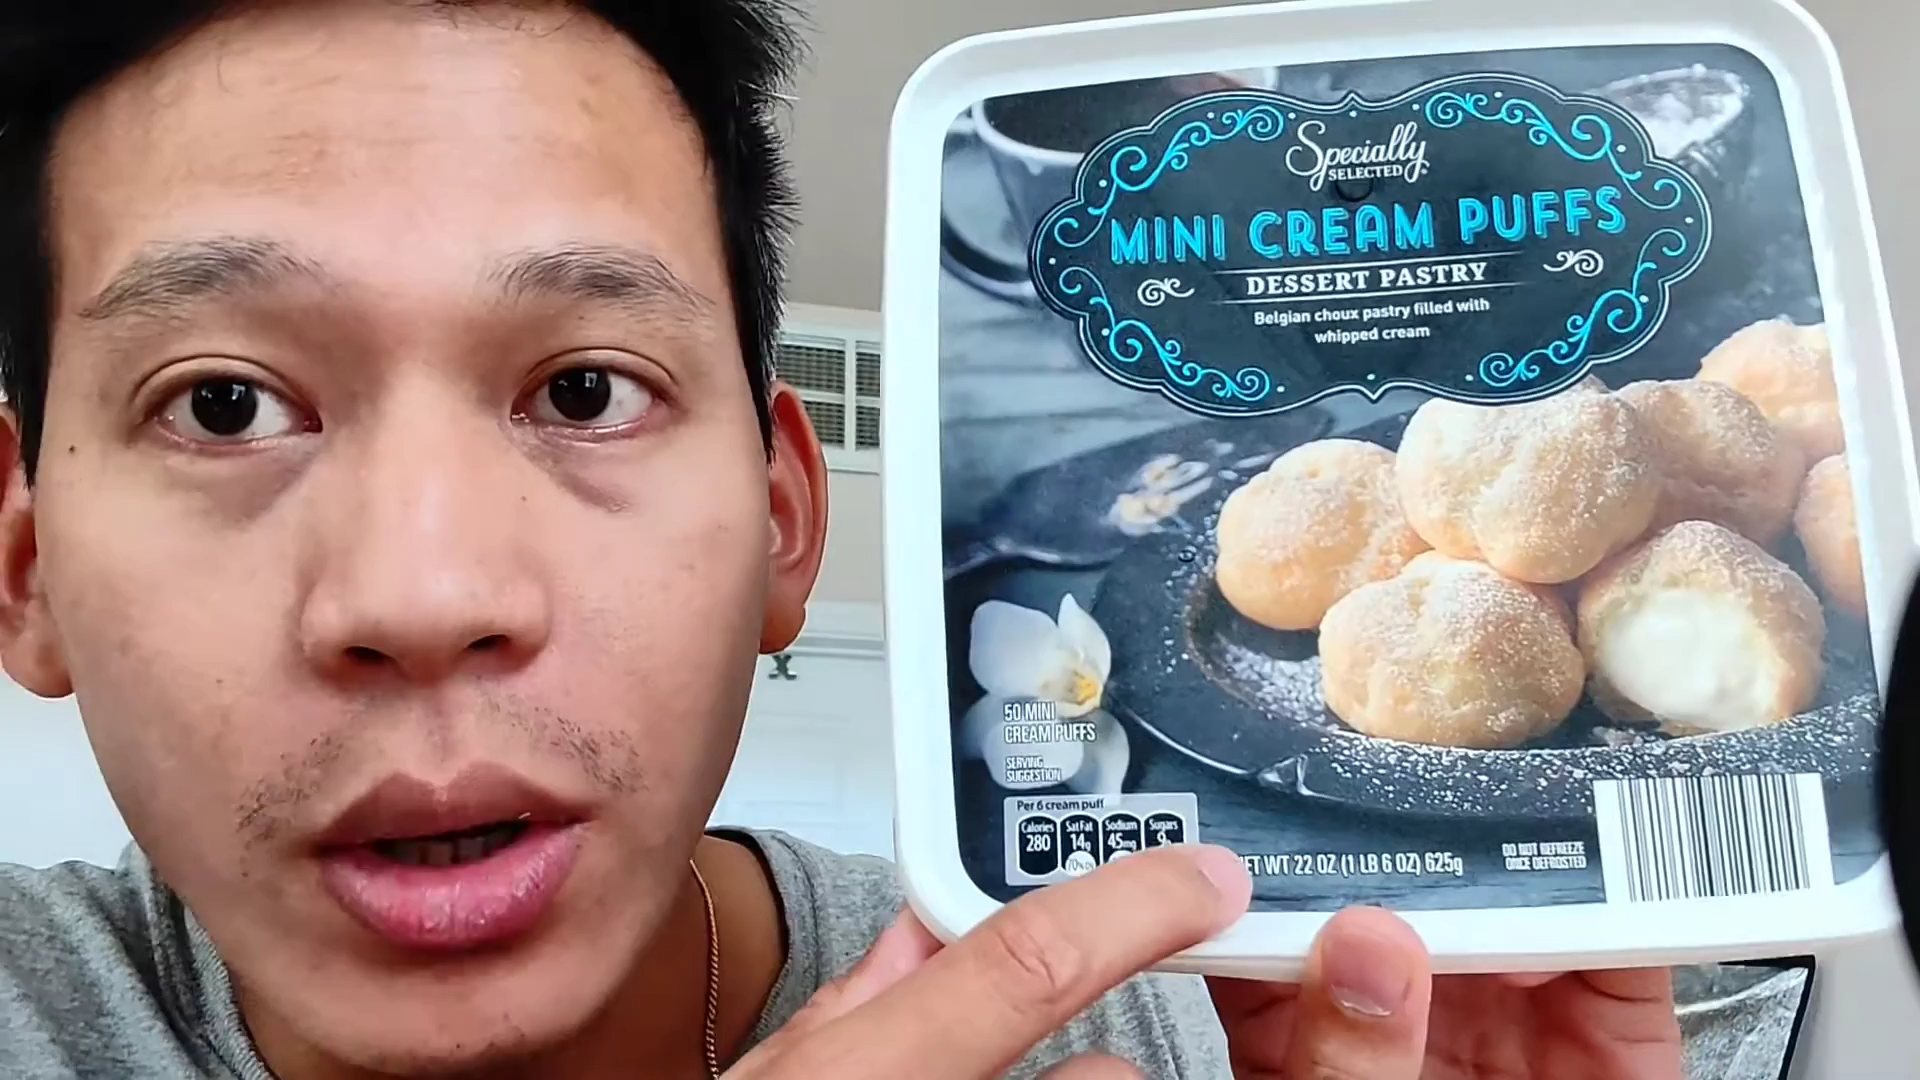 Specially
SELECTED
MINI CREAM PUFFS
DESSERT PASTRY
Belgian choux pastry filled with
whipped cream
50 MINI
CREAM PUFFS
SERVING
SUGGESTION
Per 6 cream puff
Calories Sat Fat Sodium Sugars
280 14g 45mg 9
70%
WT 22 OZ (1 LB 6 OZ) 625g
DO NOT REFREEZE
ONCE DEFROSTED
X